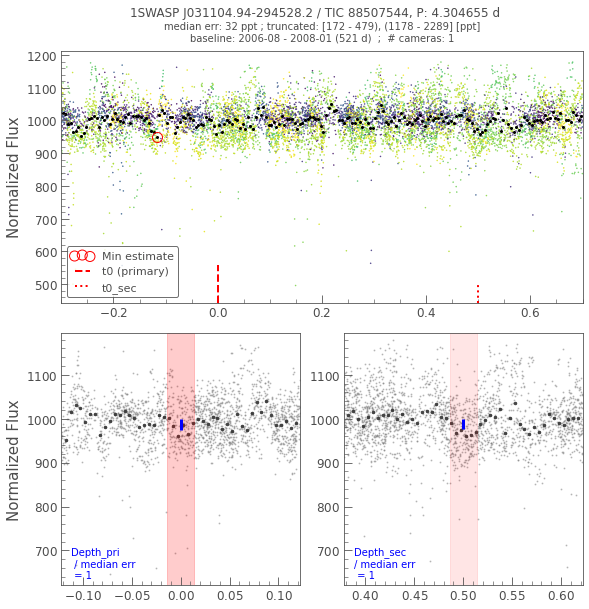 1SWASP J031104.94-294528.2 / TIC 88507544, P: 4.304655 d
median err: 32 ppt ; truncated: [172 - 479), (1178 - 2289] [ppt]
baseline: 2006-08 - 2008-01 (521 d)  ;  # cameras: 1
Normalized Flux
1200
1100
1000
900
800
700
600
500
Min estimate
t0 (primary)
t0_sec
−0.2 0.0 0.2 0.4 0.6
Normalized Flux
1100
1000
900
800
700
Depth_pri
/ median err
= 1
−0.10 −0.05 0.00 0.05 0.10
1100
1000
900
800
700
Depth_sec
/ median err
= 1
0.40 0.45 0.50 0.55 0.60